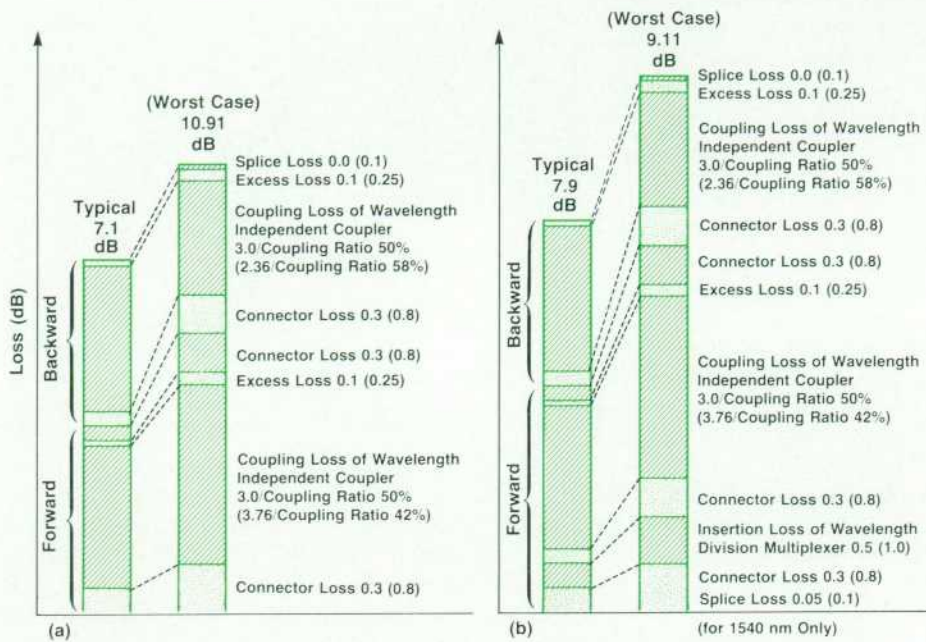 (Worst Case)
10.91
dB
Typical
7.1
dB
Loss (dB)
Backward
Forward
Splice Loss 0.0 (0.1)
Excess Loss 0.1 (0.25)
Coupling Loss of Wavelength
Independent Coupler
3.0/Coupling Ratio 50%
(2.36/Coupling Ratio 58%)
Connector Loss 0.3 (0.8)
Connector Loss 0.3 (0.8)
Excess Loss 0.1 (0.25)
Coupling Loss of Wavelength
Independent Coupler
3.0/Coupling Ratio 50%
(3.76/Coupling Ratio 42%)
Connector Loss 0.3 (0.8)
(a)
(Worst Case)
9.11
dB
Typical
7.9
dB
Backward
Forward
Splice Loss 0.0 (0.1)
Excess Loss 0.1 (0.25)
Coupling Loss of Wavelength
Independent Coupler
3.0/Coupling Ratio 50%
(2.36/Coupling Ratio 58%)
Connector Loss 0.3 (0.8)
Connector Loss 0.3 (0.8)
Excess Loss 0.1 (0.25)
Coupling Loss of Wavelength
Independent Coupler
3.0/Coupling Ratio 50%
(3.76/Coupling Ratio 42%)
Connector Loss 0.3 (0.8)
Insertion Loss of Wavelength
Division Multiplexer 0.5 (1.0)
Connector Loss 0.3 (0.8)
Splice Loss 0.05 (0.1)
(b)
(for 1540 nm Only)